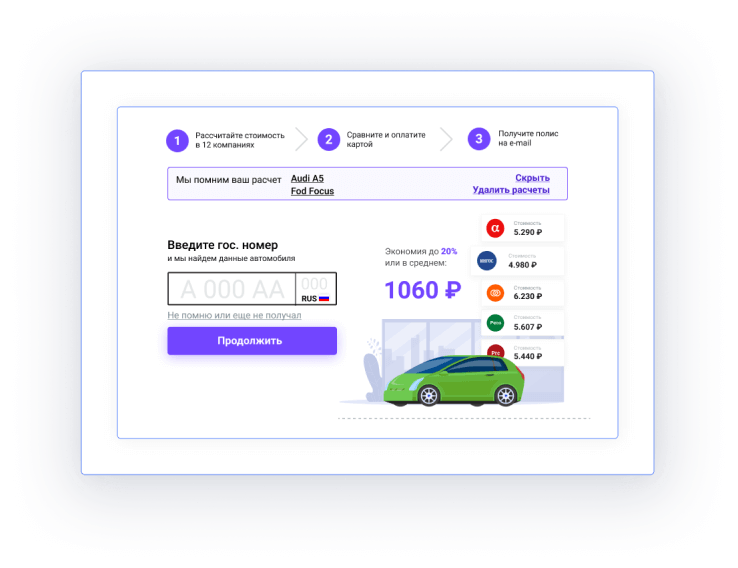 1
Рассчитайте стоимость
в 12 компаниях
2
Сравните и оплатите
картой
3
Получите полис
на e-mail
Мы помним ваш расчет
Audi A5
Fod Focus
Скрыть
Удалить расчеты
Введите гос. номер
и мы найдем данные автомобиля
A 000 AA
000
RUS
Не помню или еще не получал
Продолжить
Экономия до 20%
или в среднем:
1060 ₽
α
Стоимость
5.290 ₽
Стоимость
4.980 ₽
Стоимость
6.230 ₽
Ресо
Стоимость
5.607 ₽
Ргс
Стоимость
5.440 ₽